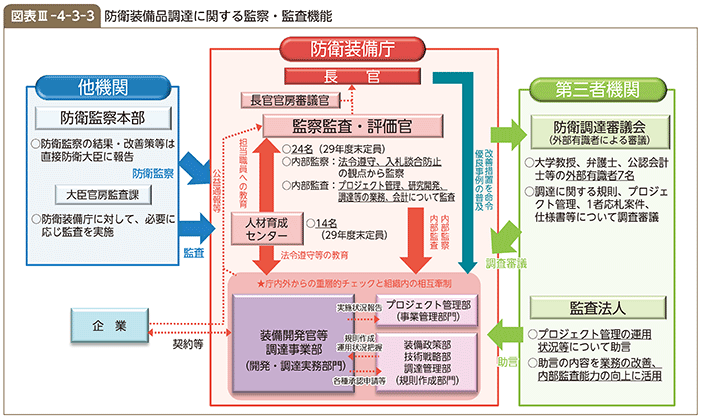 図表Ⅲ-4-3-3 防衛装備品調達に関する監察・監査機能
他機関
防衛監察本部
○防衛監察の結果・改善策等は
直接防衛大臣に報告
防衛監察
大臣官房監査課
○防衛装備庁に対して、必要に
応じ監査を実施
監査
企業
契約等
公益通報等
防衛装備庁
長官
長官官房審議官
監察監査・評価官
○24名（29年度末定員）
○内部監察：法令遵守、入札談合防止
の観点から監察
○内部監査：プロジェクト管理、研究開発、
調達等の業務、会計について監査
担当職員への教育
人材育成
センター
○14名
（29年度末定員）
法令遵守等の教育
内部監察
内部監査
改善措置を命令
優良事例の普及
★庁内外からの重層的チェックと組織内の相互牽制
装備開発官等
調達事業部
（開発・調達実務部門）
実施状況報告
プロジェクト管理部
（事業管理部門）
規則作成
運用状況把握
各種承認申請等
装備政策部
技術戦略部
調達管理部
（規則作成部門）
第三者機関
防衛調達審議会
（外部有識者による審議）
○大学教授、弁護士、公認会計
士等の外部有識者7名
○調達に関する規則、プロジェ
クト管理、1者応札案件、
仕様書等について調査審議
調査審議
監査法人
○プロジェクト管理の運用
状況等について助言
○助言の内容を業務の改善、
内部監査能力の向上に活用
助言